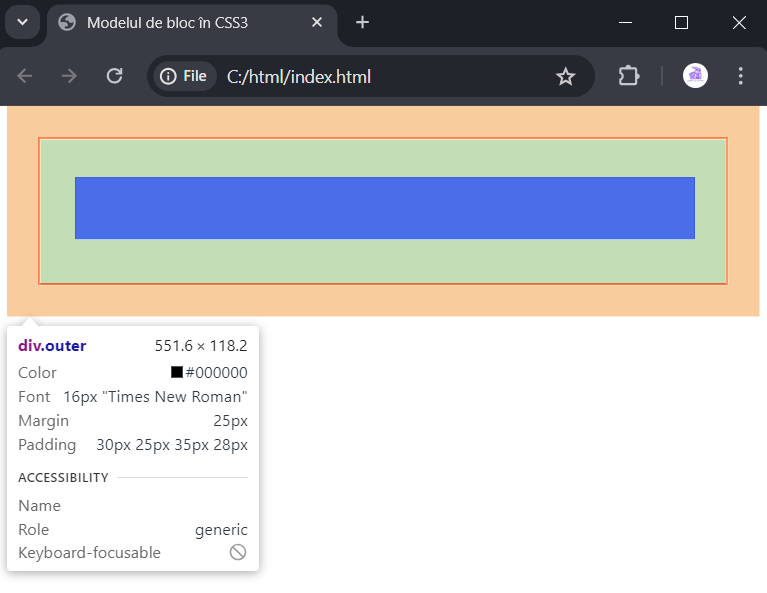 Modelul de bloc în CSS3
File C:/html/index.html
div.outer 551.6 × 118.2
Color #000000
Font 16px "Times New Roman"
Margin 25px
Padding 30px 25px 35px 28px
ACCESSIBILITY
Name
Role generic
Keyboard-focusable